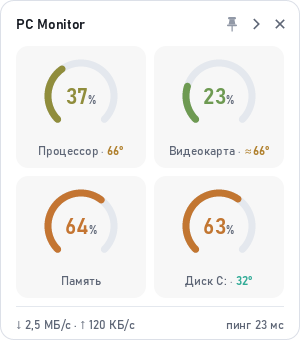 PC Monitor
37%
23%
Процессор · 66°
Видеокарта · ≈66°
64%
63%
Память
Диск C: · 32°
↓ 2,5 МБ/с · ↑ 120 КБ/с
пинг 23 мс